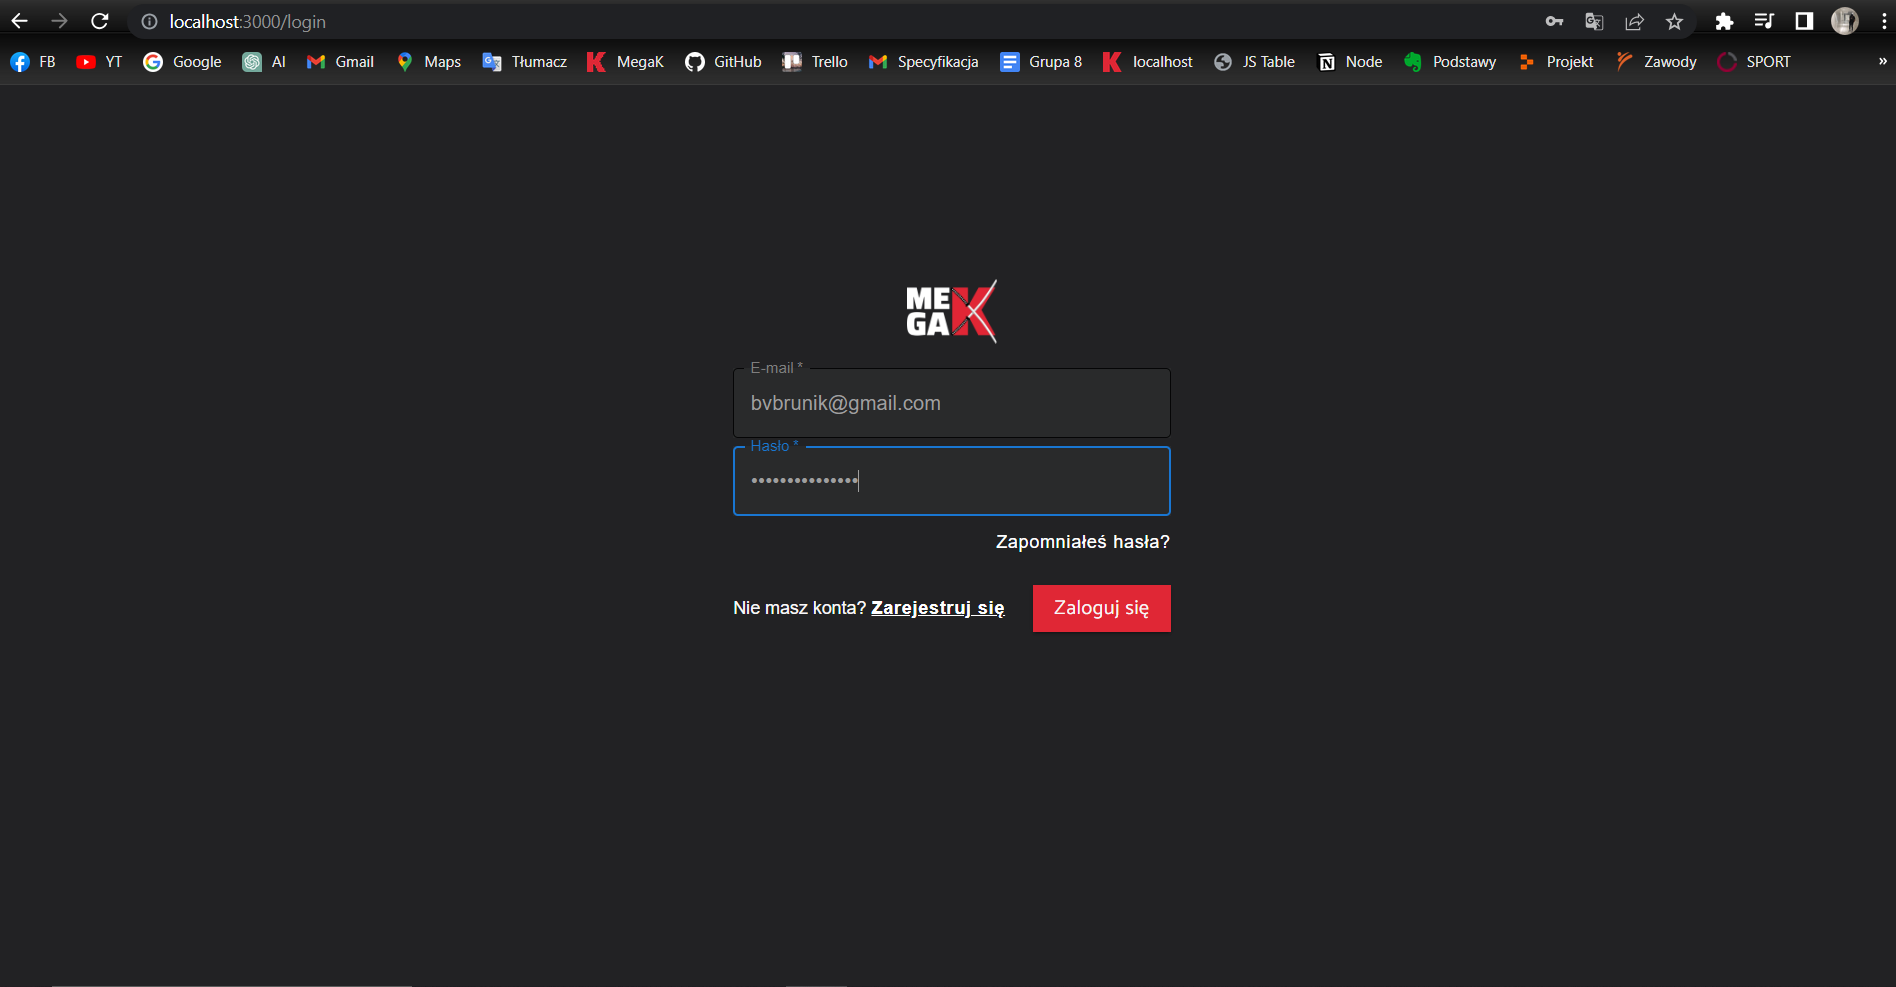 localhost:3000/login
FB YT Google AI Gmail Maps Tłumacz MegaK GitHub Trello Specyfikacja Grupa 8 localhost JS Table Node Podstawy Projekt Zawody SPORT »
ME
GA K
E-mail *
bvbrunik@gmail.com
Hasło *
•••••••••••••••
Zapomniałeś hasła?
Nie masz konta? Zarejestruj się
Zaloguj się